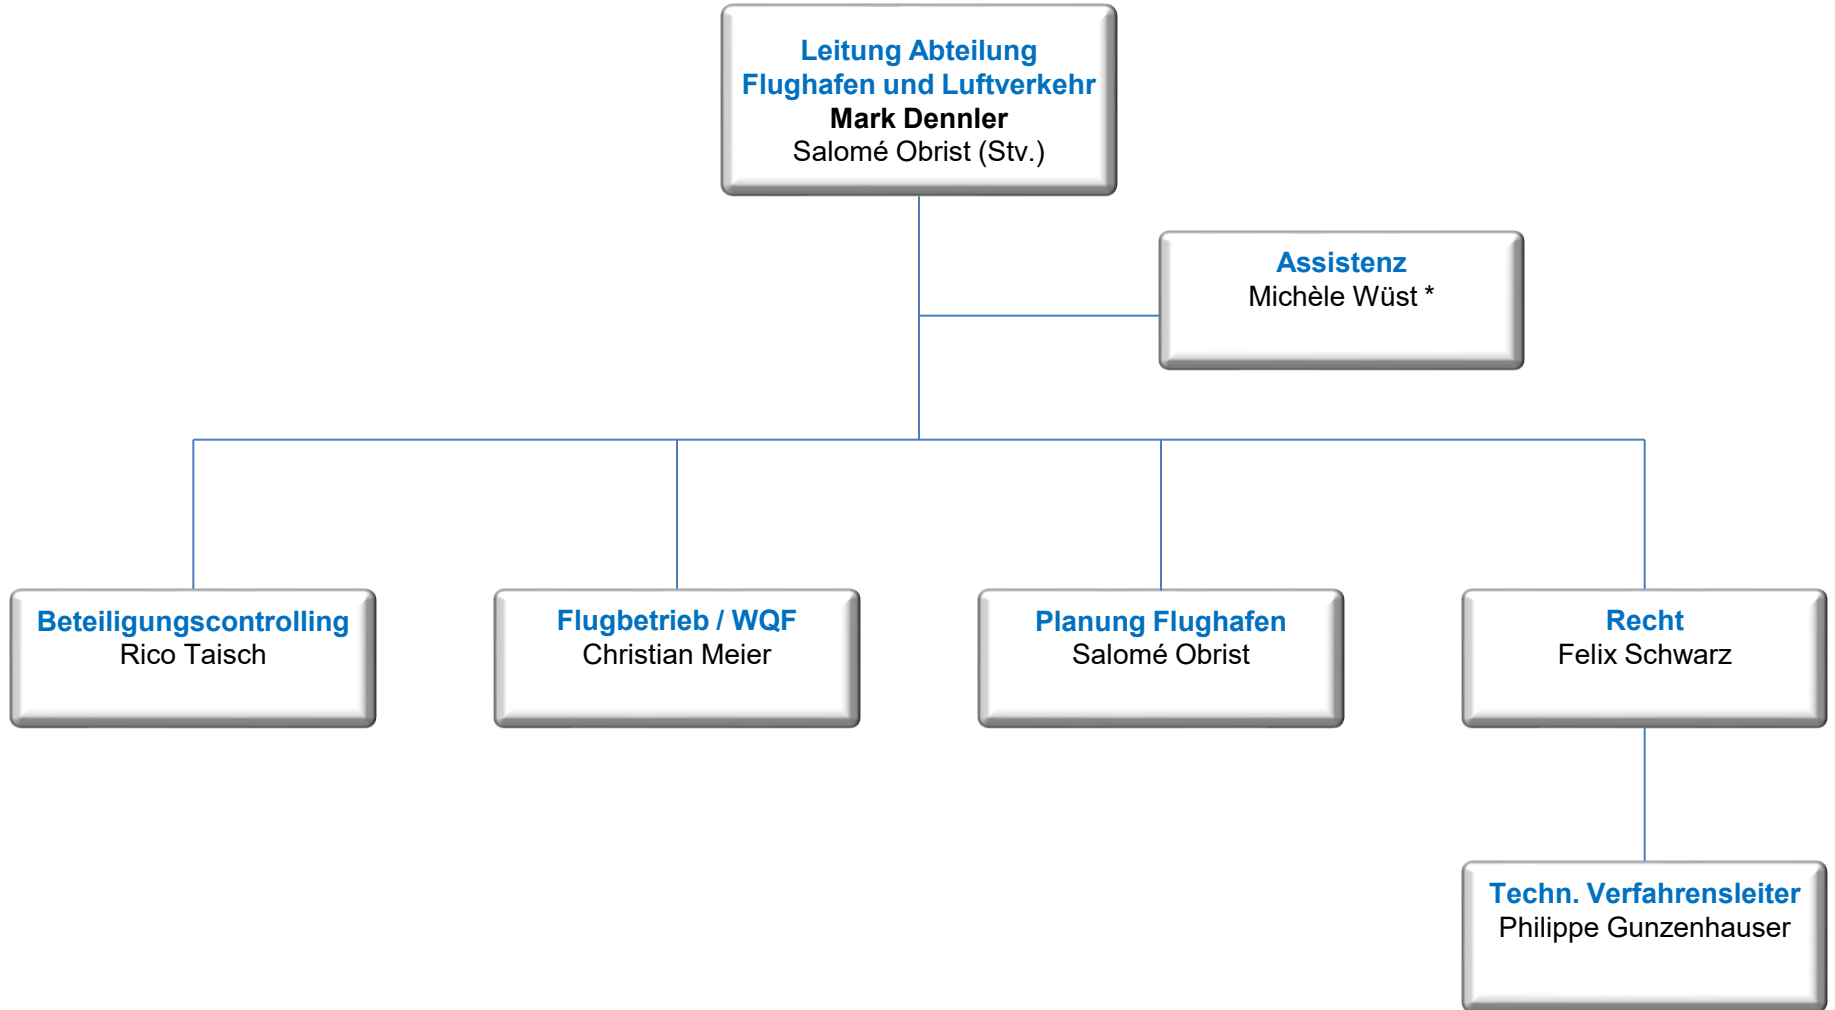 Leitung Abteilung
Flughafen und Luftverkehr
Mark Dennler
Salomé Obrist (Stv.)
Assistenz
Michèle Wüst *
Beteiligungscontrolling
Rico Taisch
Flugbetrieb / WQF
Christian Meier
Planung Flughafen
Salomé Obrist
Recht
Felix Schwarz
Techn. Verfahrensleiter
Philippe Gunzenhauser